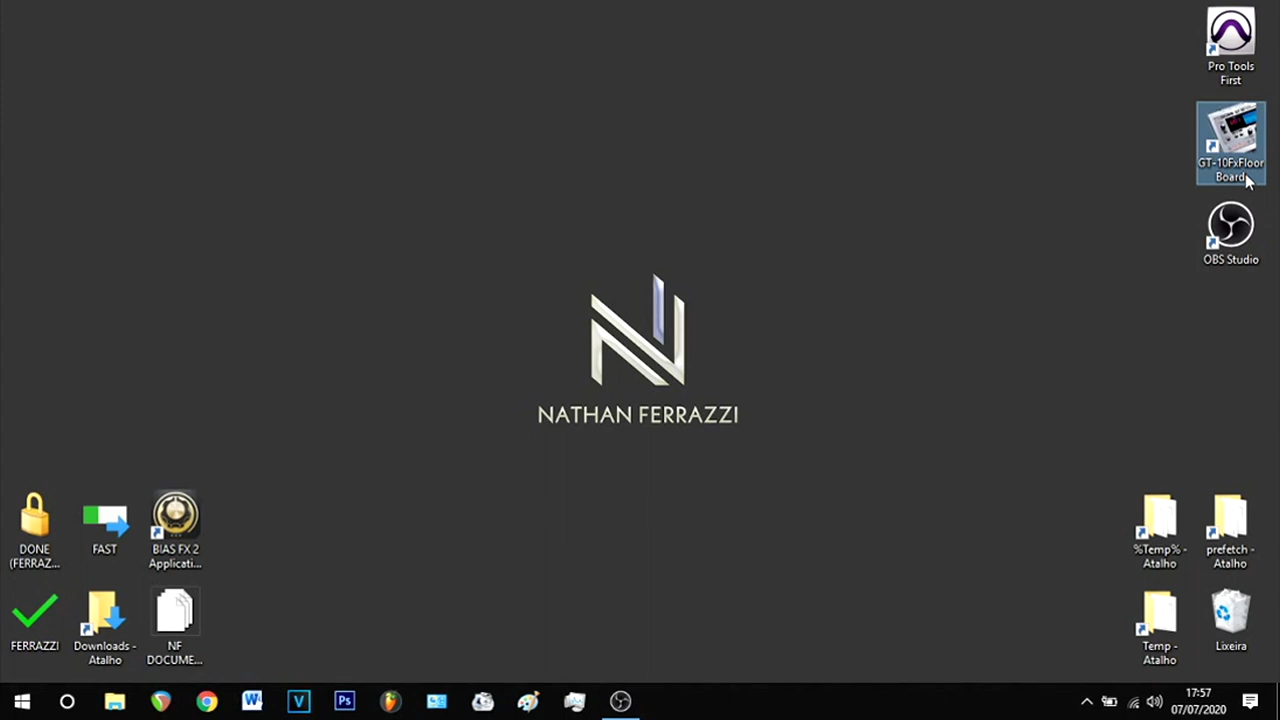 Pro Tools
First
GT-10FxFloor
Board
OBS Studio
NATHAN FERRAZZI
DONE
(FERRAZ...
FAST
BIAS FX 2
Applicati...
%Temp% -
Atalho
prefetch -
Atalho
FERRAZZI
Downloads -
Atalho
NF
DOCUME...
Temp -
Atalho
Lixeira
W
V
Ps
17:57
07/07/2020